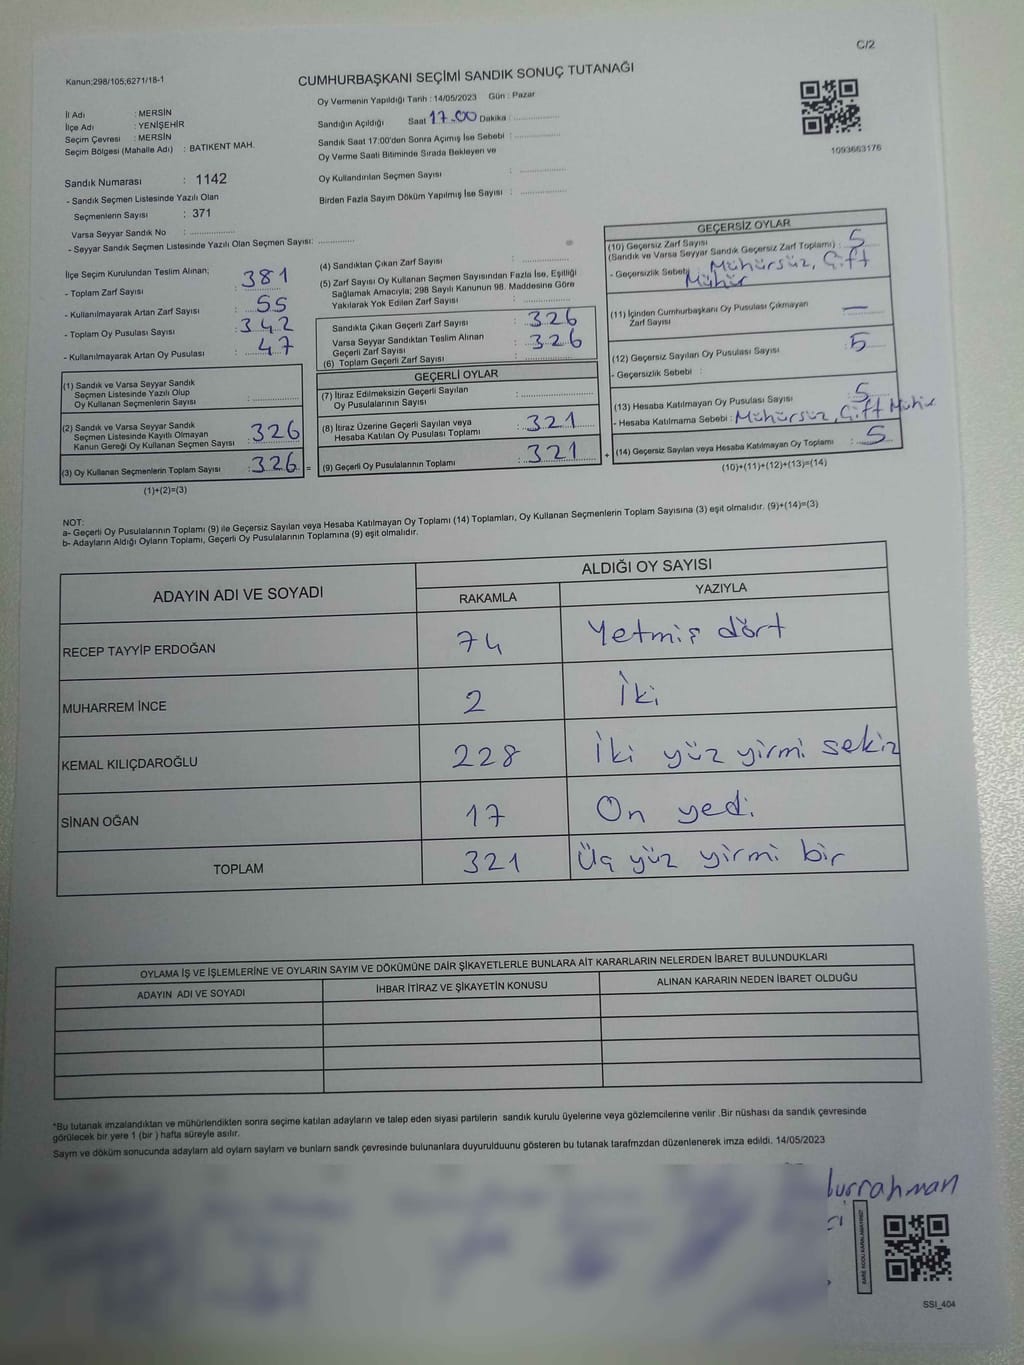 C/2
Kanun;298/105;6271/18-1
CUMHURBAŞKANI SEÇİMİ SANDIK SONUÇ TUTANAĞI
Oy Vermenin Yapıldığı Tarih : 14/05/2023 Gün : Pazar
İl Adı : MERSİN
İlçe Adı : YENİŞEHİR
Seçim Çevresi : MERSİN
Seçim Bölgesi (Mahalle Adı) : BATIKENT MAH.
Sandığın Açıldığı Saat 17.00 Dakika : ..............
Sandık Saat 17:00'den Sonra Açımış İse Sebebi : ..............
Oy Verme Saati Bitiminde Sırada Bekleyen ve
Oy Kullandırılan Seçmen Sayısı : ..............
Birden Fazla Sayım Döküm Yapılmış İse Sayısı : ..............
1093663176
Sandık Numarası : 1142
- Sandık Seçmen Listesinde Yazılı Olan
Seçmenlerin Sayısı : 371
Varsa Seyyar Sandık No : ..............
- Seyyar Sandık Seçmen Listesinde Yazılı Olan Seçmen Sayısı: ..............
İlçe Seçim Kurulundan Teslim Alınan;
- Toplam Zarf Sayısı : 381
- Kullanılmayarak Artan Zarf Sayısı : 55
- Toplam Oy Pusulası Sayısı : 342
- Kullanılmayarak Artan Oy Pusulası : 47
(1) Sandık ve Varsa Seyyar Sandık
Seçmen Listesinde Yazılı Olup
Oy Kullanan Seçmenlerin Sayısı : ..............
(2) Sandık ve Varsa Seyyar Sandık
Seçmen Listesinde Kayıtlı Olmayan
Kanun Gereği Oy Kullanan Seçmen Sayısı : 326
(3) Oy Kullanan Seçmenlerin Toplam Sayısı : 326 =
(1)+(2)=(3)
(4) Sandıktan Çıkan Zarf Sayısı : ..............
(5) Zarf Sayısı Oy Kullanan Seçmen Sayısından Fazla İse, Eşitliği
Sağlamak Amacıyla; 298 Sayılı Kanunun 98. Maddesine Göre
Yakılarak Yok Edilen Zarf Sayısı : ..............
Sandıkta Çıkan Geçerli Zarf Sayısı : 326
Varsa Seyyar Sandıktan Teslim Alınan
Geçerli Zarf Sayısı : 326
(6) Toplam Geçerli Zarf Sayısı : ..............
GEÇERLİ OYLAR
(7) İtiraz Edilmeksizin Geçerli Sayılan
Oy Pusulalarının Sayısı : ..............
(8) İtiraz Üzerine Geçerli Sayılan veya
Hesaba Katılan Oy Pusulası Toplamı : 321
(9) Geçerli Oy Pusulalarının Toplamı : 321 +
GEÇERSİZ OYLAR
(10) Geçersiz Zarf Sayısı
(Sandık ve Varsa Seyyar Sandık Geçersiz Zarf Toplamı) : 5
- Geçersizlik Sebebi : Mühürsüz, Çift
Mühür
(11) İçinden Cumhurbaşkanı Oy Pusulası Çıkmayan
Zarf Sayısı : —
(12) Geçersiz Sayılan Oy Pusulası Sayısı : 5
- Geçersizlik Sebebi :
(13) Hesaba Katılmayan Oy Pusulası Sayısı : 5
- Hesaba Katılmama Sebebi : Mühürsüz, Çift Mühür
(14) Geçersiz Sayılan veya Hesaba Katılmayan Oy Toplamı : 5
(10)+(11)+(12)+(13)=(14)
NOT:
a- Geçerli Oy Pusulalarının Toplamı (9) ile Geçersiz Sayılan veya Hesaba Katılmayan Oy Toplamı (14) Toplamları, Oy Kullanan Seçmenlerin Toplam Sayısına (3) eşit olmalıdır. (9)+(14)=(3)
b- Adayların Aldığı Oyların Toplamı, Geçerli Oy Pusulalarının Toplamına (9) eşit olmalıdır.
ADAYIN ADI VE SOYADI ALDIĞI OY SAYISI
RAKAMLA YAZIYLA
RECEP TAYYİP ERDOĞAN 74 Yetmiş dört
MUHARREM İNCE 2 İki
KEMAL KILIÇDAROĞLU 228 İki yüz yirmi sekiz
SİNAN OĞAN 17 On yedi
TOPLAM 321 Üç yüz yirmi bir
OYLAMA İŞ VE İŞLEMLERİNE VE OYLARIN SAYIM VE DÖKÜMÜNE DAİR ŞİKAYETLERLE BUNLARA AİT KARARLARIN NELERDEN İBARET BULUNDUKLARI
ADAYIN ADI VE SOYADI İHBAR İTİRAZ VE ŞİKAYETİN KONUSU ALINAN KARARIN NEDEN İBARET OLDUĞU
*Bu tutanak imzalandıktan ve mühürlendikten sonra seçime katılan adayların ve talep eden siyasi partilerin sandık kurulu üyelerine veya gözlemcilerine verilir .Bir nüshası da sandık çevresinde
görülecek bir yere 1 (bir ) hafta süreyle asılır.
Sayım ve döküm sonucunda adayların ald oyların saylarn ve bunlarn sandk çevresinde bulunanlara duyuruldunu gösteren bu tutanak tarafmzdan düzenlenerek imza edildi. 14/05/2023
lurrahman
SSI_404